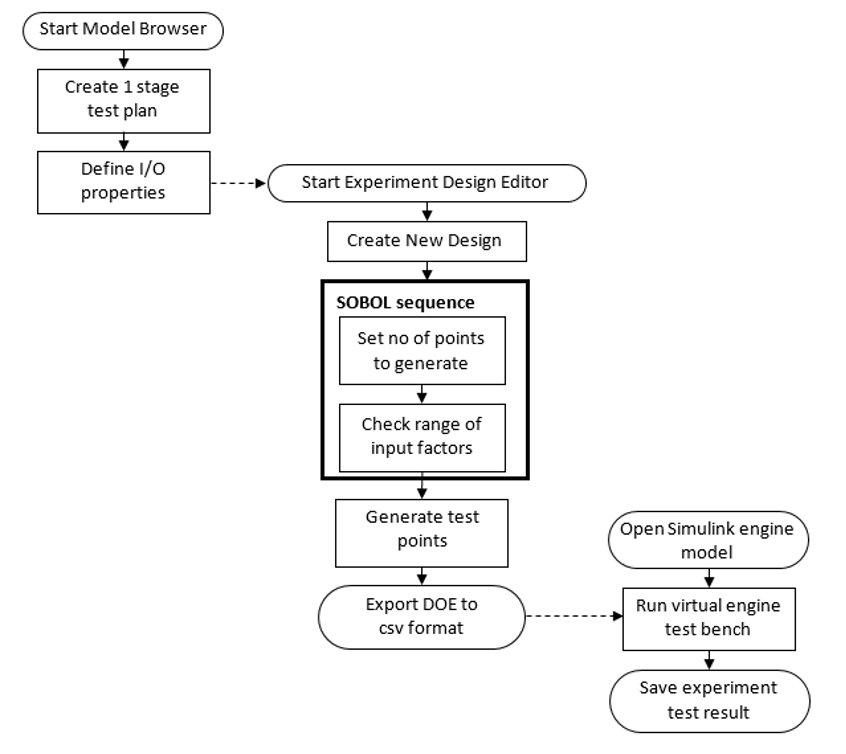 Start Model Browser
Create 1 stage
test plan
Define I/O
properties
Start Experiment Design Editor
Create New Design
SOBOL sequence
Set no of points
to generate
Check range of
input factors
Generate test
points
Export DOE to
csv format
Open Simulink engine
model
Run virtual engine
test bench
Save experiment
test result